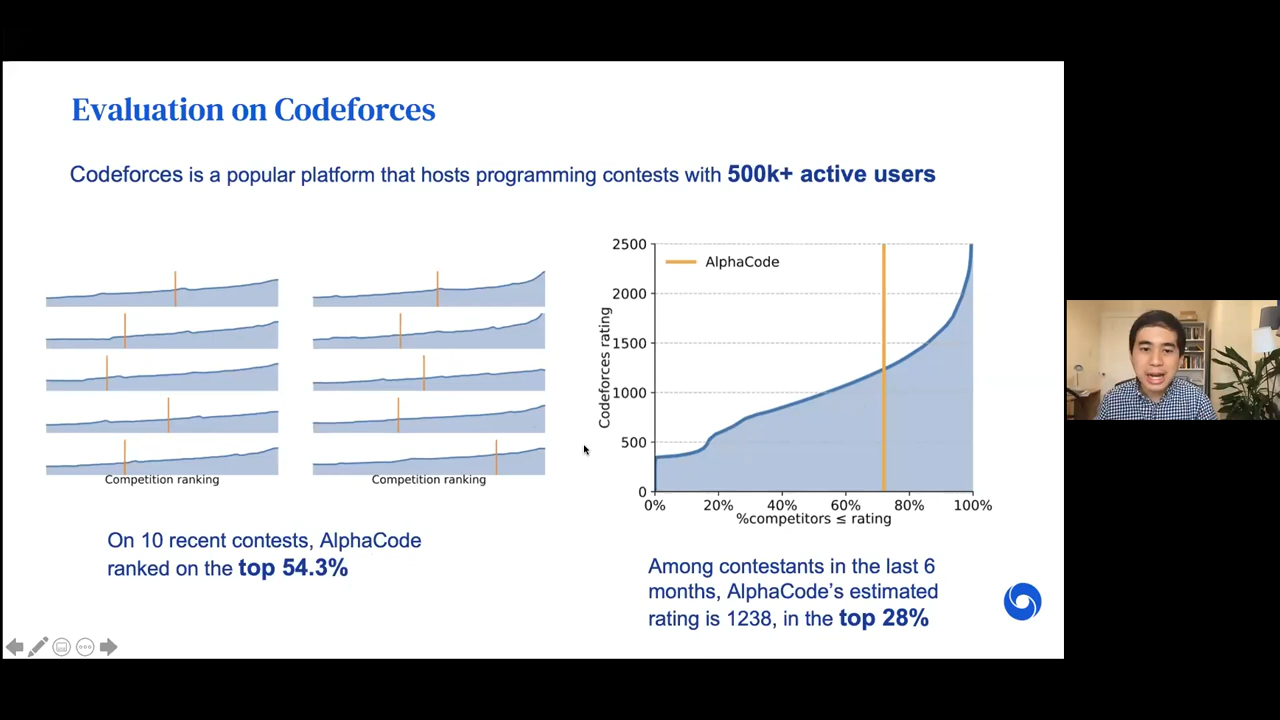 Evaluation on Codeforces
Codeforces is a popular platform that hosts programming contests with 500k+ active users
Competition ranking
Competition ranking
On 10 recent contests, AlphaCode
ranked on the top 54.3%
AlphaCode
Codeforces rating
2500
2000
1500
1000
500
0
0% 20% 40% 60% 80% 100%
%competitors ≤ rating
Among contestants in the last 6
months, AlphaCode's estimated
rating is 1238, in the top 28%